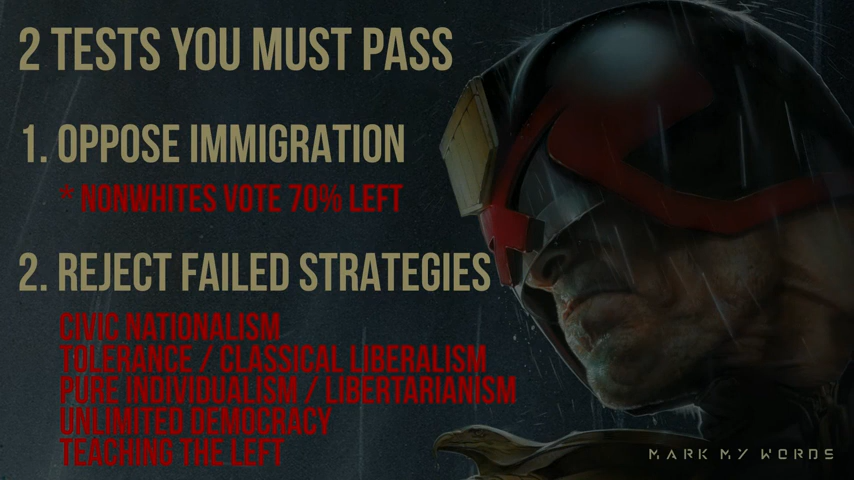 2 TESTS YOU MUST PASS
1. OPPOSE IMMIGRATION
* NONWHITES VOTE 70% LEFT
2. REJECT FAILED STRATEGIES
CIVIC NATIONALISM
TOLERANCE / CLASSICAL LIBERALISM
PURE INDIVIDUALISM / LIBERTARIANISM
UNLIMITED DEMOCRACY
TEACHING THE LEFT
MARK MY WORDS